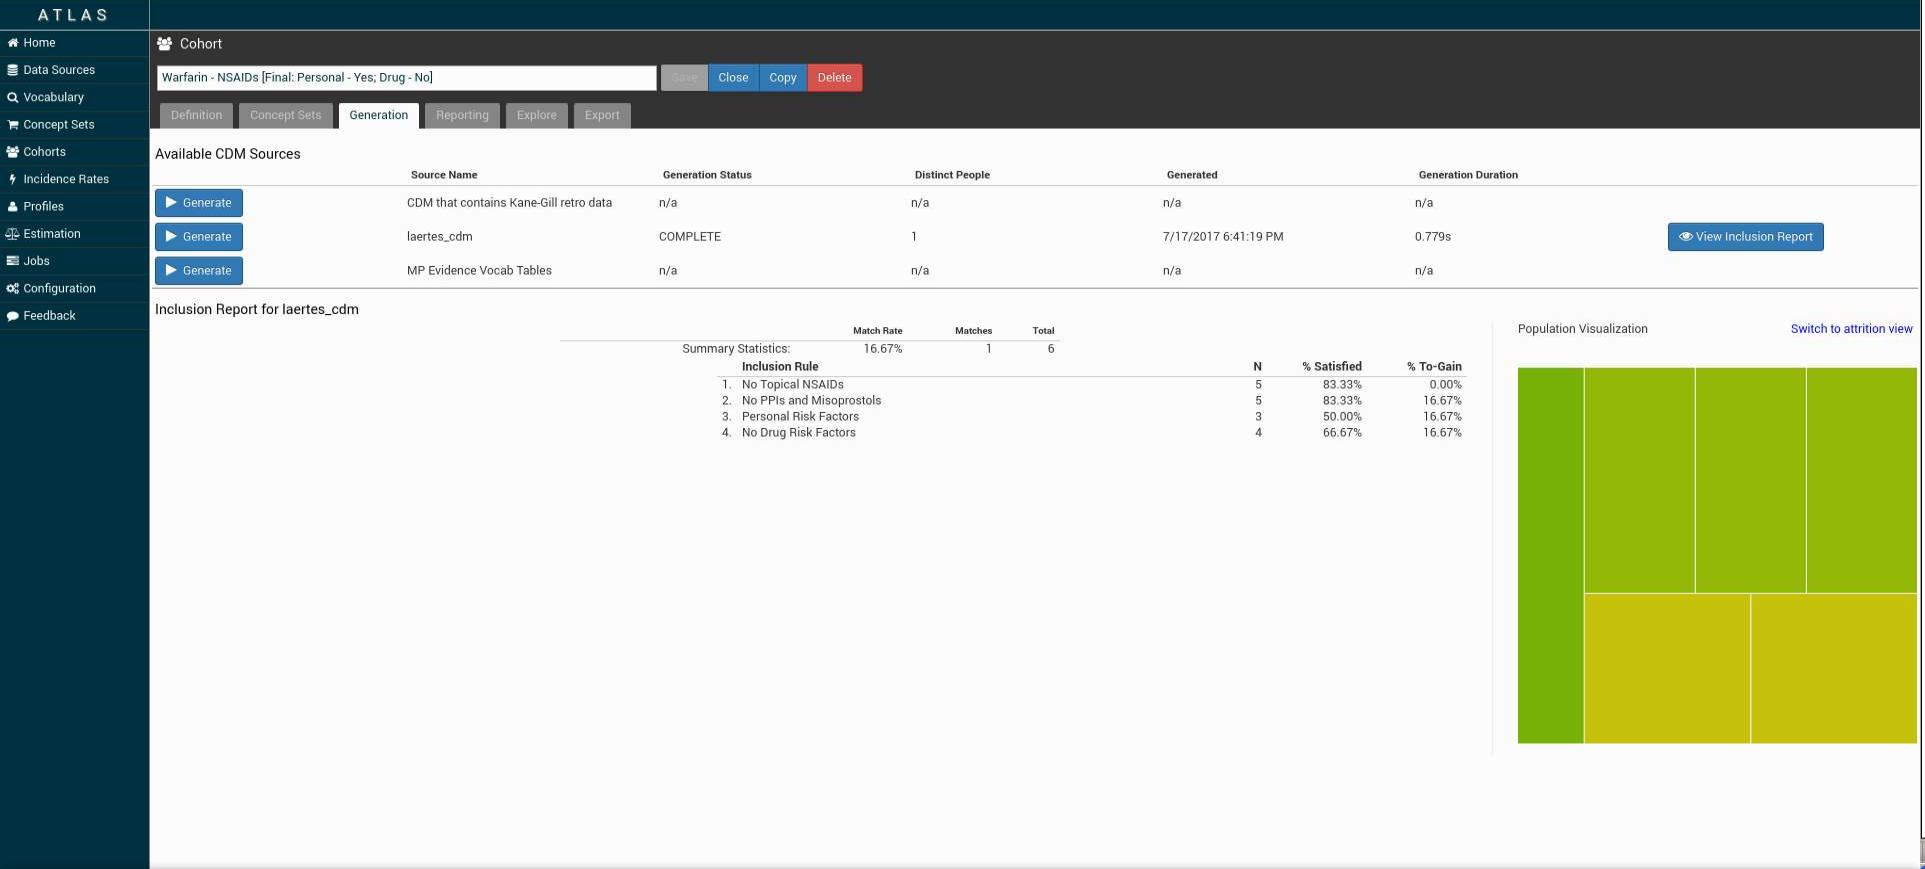 ATLAS
Home
Data Sources
Vocabulary
Concept Sets
Cohorts
Incidence Rates
Profiles
Estimation
Jobs
Configuration
Feedback
Cohort
Warfarin - NSAIDs [Final: Personal - Yes; Drug - No]
Save Close Copy Delete
Definition Concept Sets Generation Reporting Explore Export
Available CDM Sources
Source Name Generation Status Distinct People Generated Generation Duration
Generate CDM that contains Kane-Gill retro data n/a n/a n/a n/a
Generate laertes_cdm COMPLETE 1 7/17/2017 6:41:19 PM 0.779s View Inclusion Report
Generate MP Evidence Vocab Tables n/a n/a n/a n/a
Inclusion Report for laertes_cdm
Match Rate Matches Total
Summary Statistics: 16.67% 1 6
Inclusion Rule N % Satisfied % To-Gain
1. No Topical NSAIDs 5 83.33% 0.00%
2. No PPIs and Misoprostols 5 83.33% 16.67%
3. Personal Risk Factors 3 50.00% 16.67%
4. No Drug Risk Factors 4 66.67% 16.67%
Population Visualization Switch to attrition view